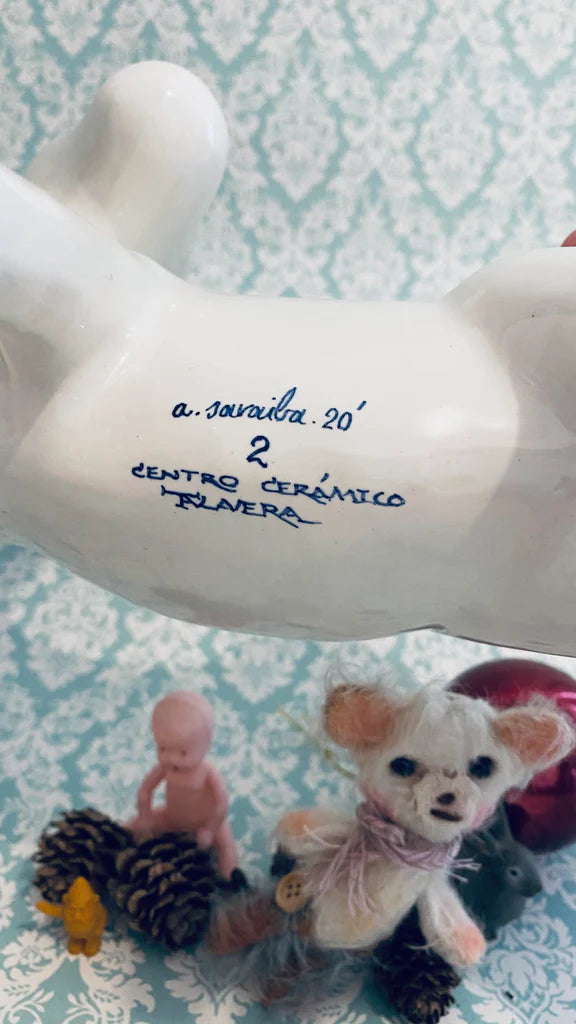 a. saraiba. 20'
2
CENTRO CERÁMICO
TALAVERA